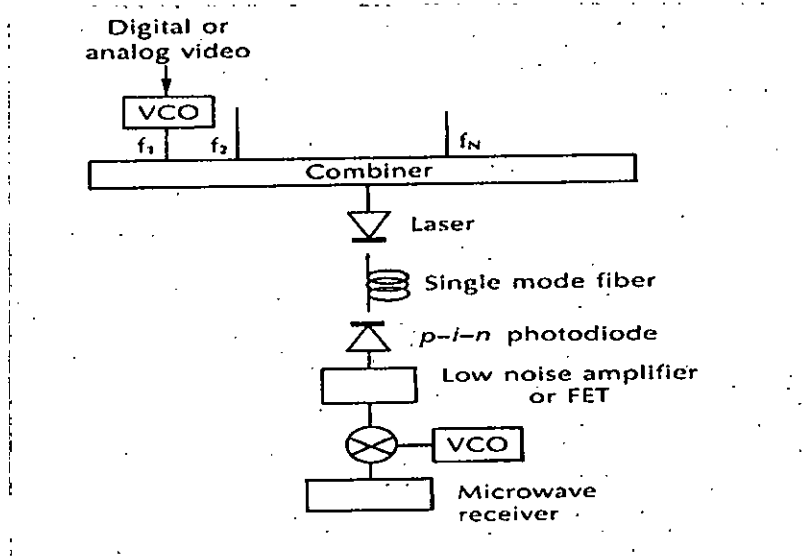 Digital or
analog video
VCO
f₁ f₂ f_N
Combiner
Laser
Single mode fiber
p–i–n photodiode
Low noise amplifier
or FET
VCO
Microwave
receiver